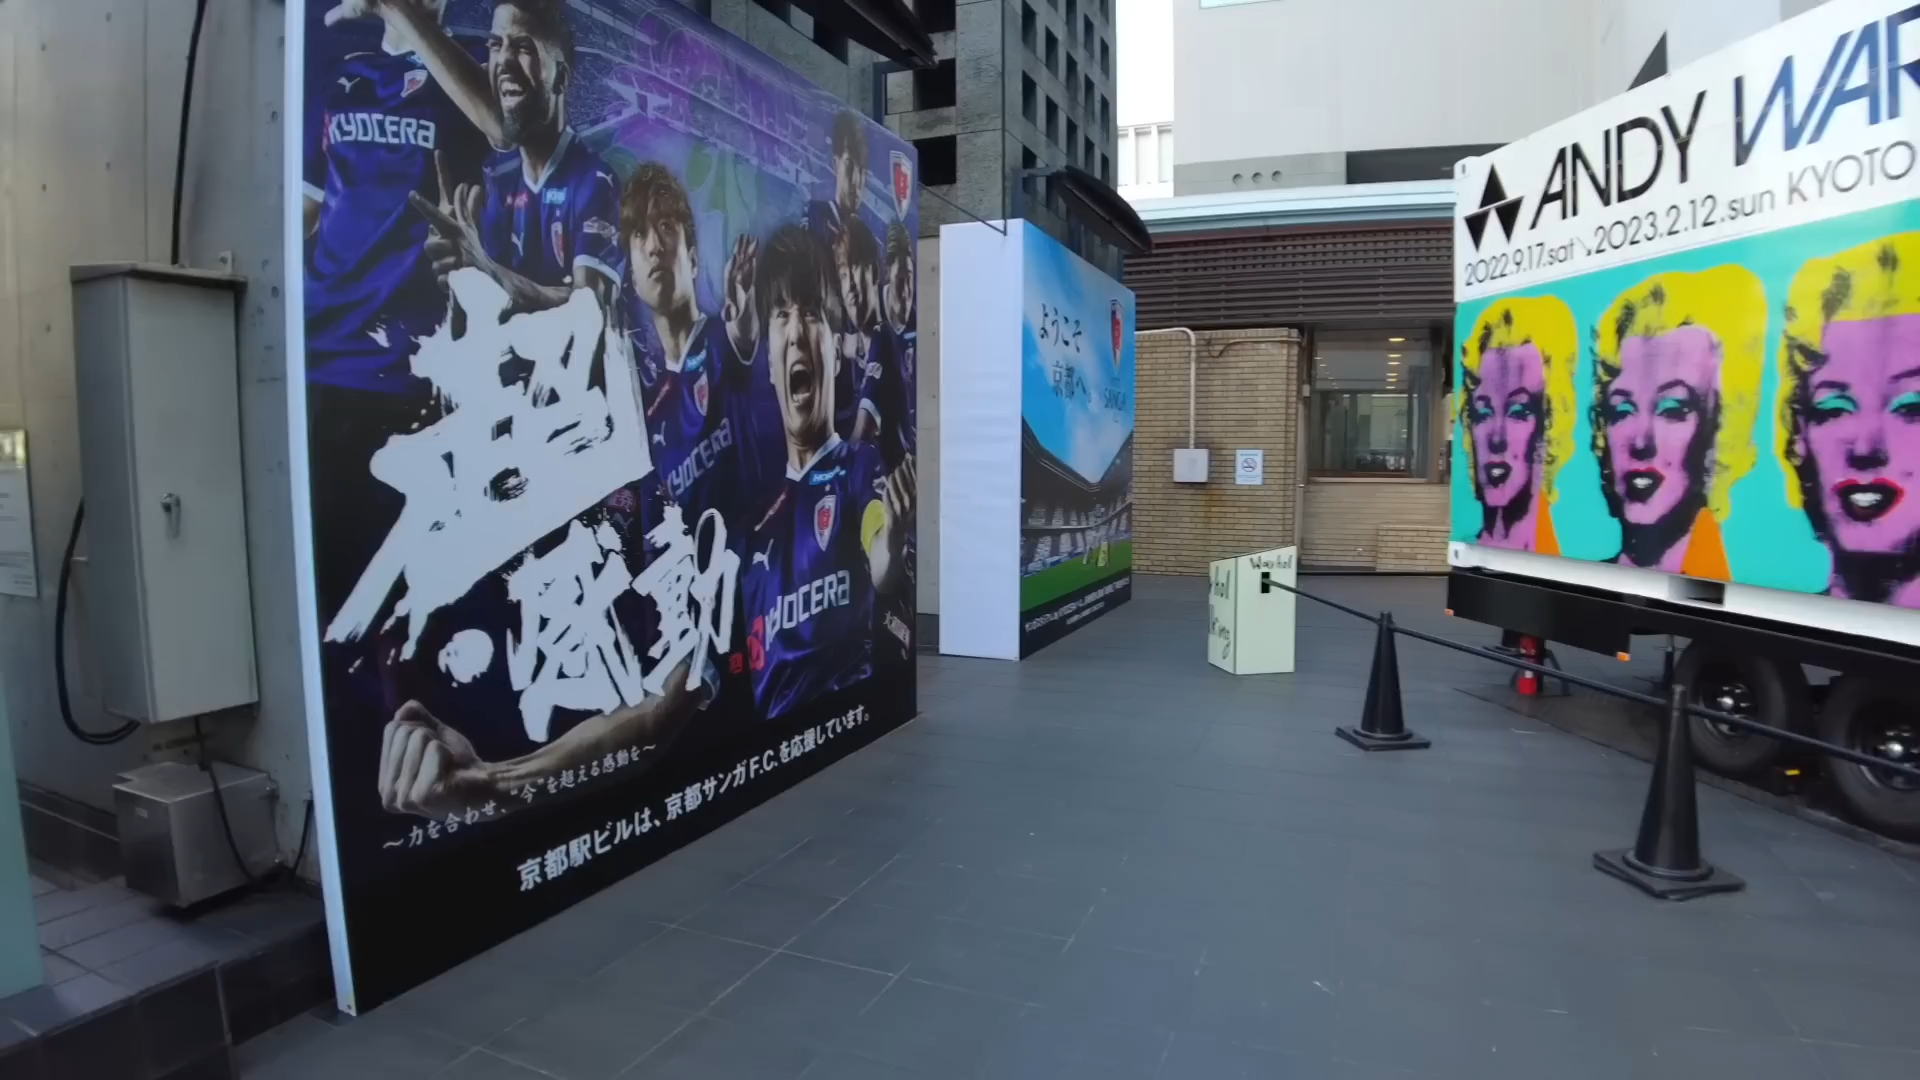 KYOCERA
超
・感動
KYOCERA
KYOCERA
～力を合わせ、“今”を超える感動を～
京都駅ビルは、京都サンガF.C.を応援しています。
ようこそ
京都へ。
SANGA
Warhol
ANDY WAR
2022.9.17.sat↘2023.2.12.sun KYOTO